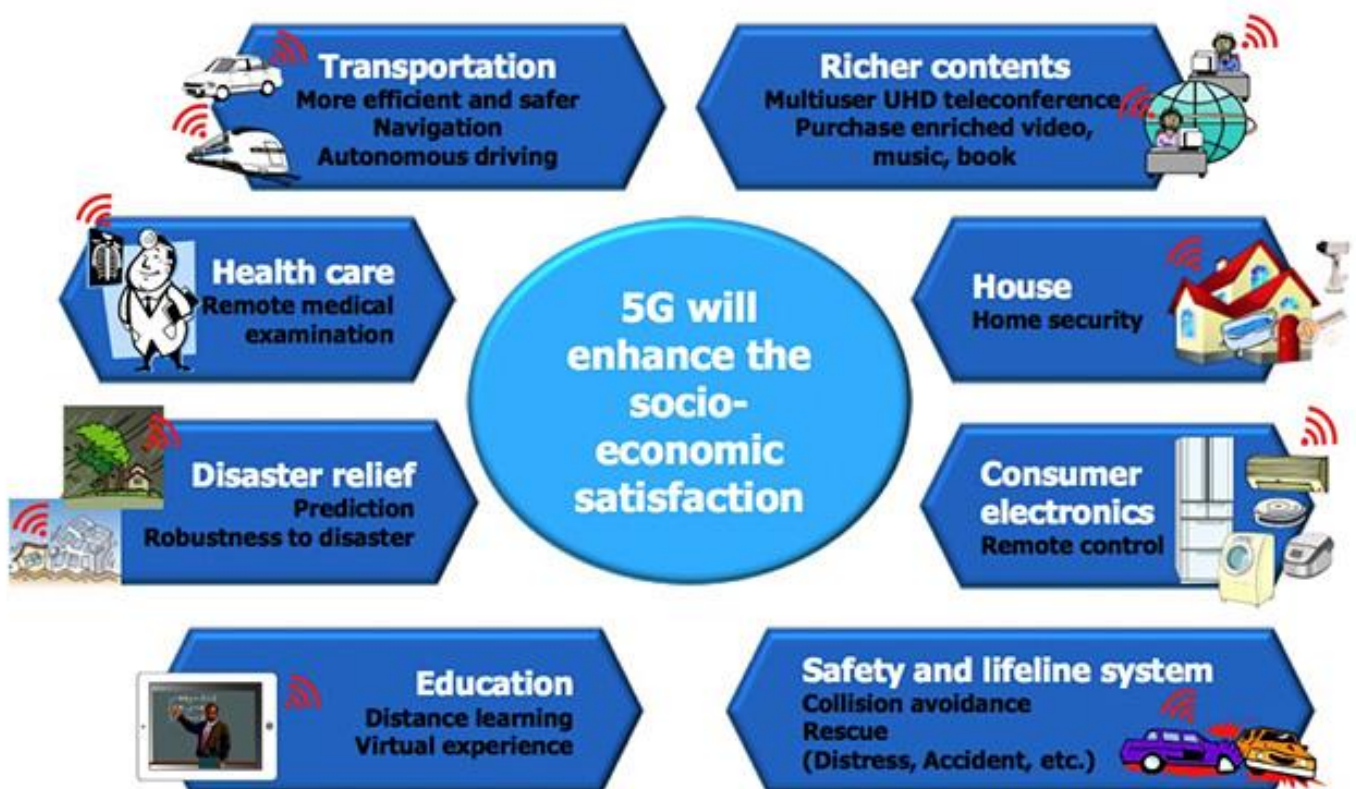 Transportation
More efficient and safer
Navigation
Autonomous driving
Richer contents
Multiuser UHD teleconference
Purchase enriched video,
music, book
Health care
Remote medical
examination
5G will
enhance the
socio-
economic
satisfaction
House
Home security
Disaster relief
Prediction
Robustness to disaster
Consumer
electronics
Remote control
Education
Distance learning
Virtual experience
Safety and lifeline system
Collision avoidance
Rescue
(Distress, Accident, etc.)